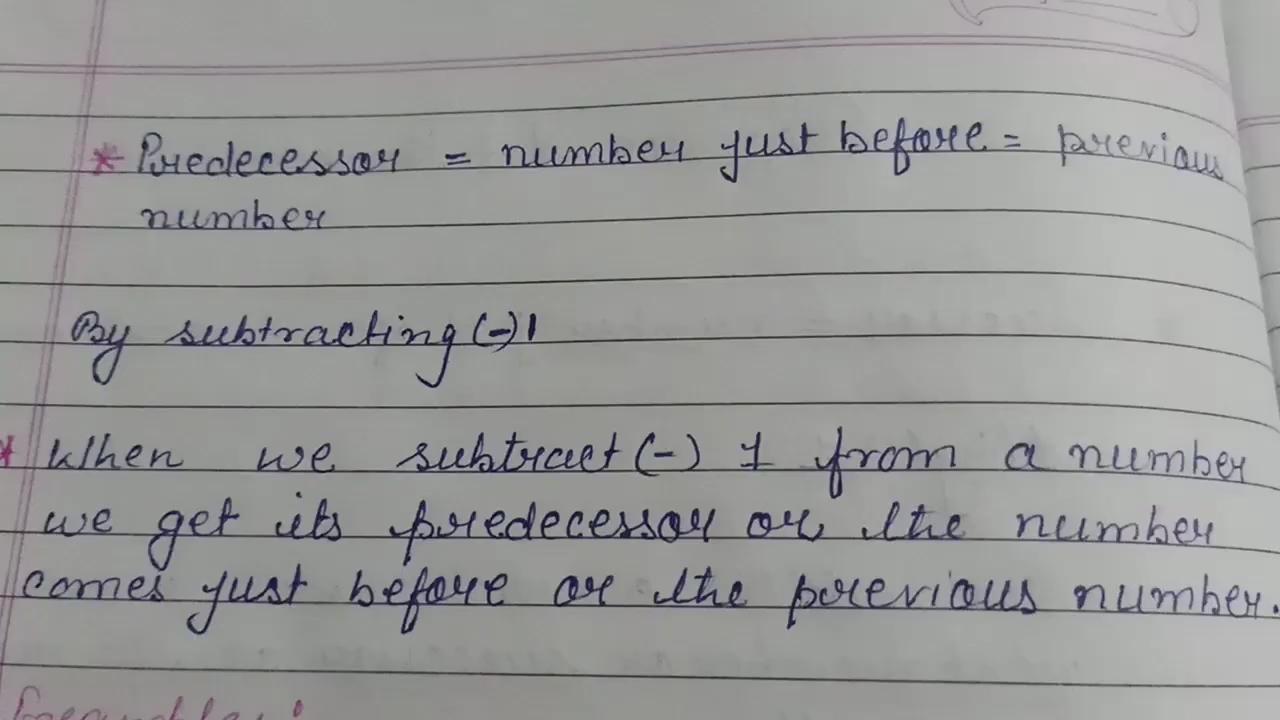 * Predecessor = number just before = previous
number
By subtracting (-) 1
* When we subtract (-) 1 from a number
we get its predecessor or the number
comes just before or the previous number.